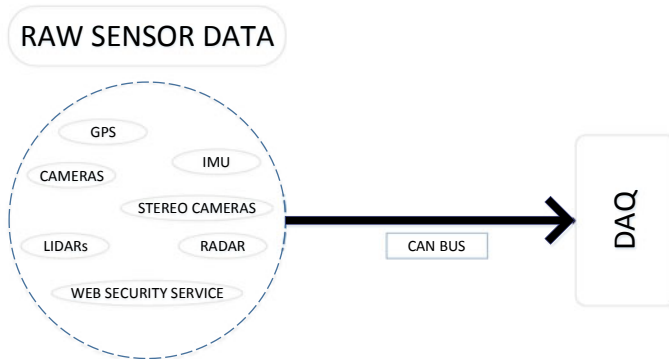 RAW SENSOR DATA
GPS
IMU
CAMERAS
STEREO CAMERAS
LIDARs
RADAR
WEB SECURITY SERVICE
CAN BUS
DAQ